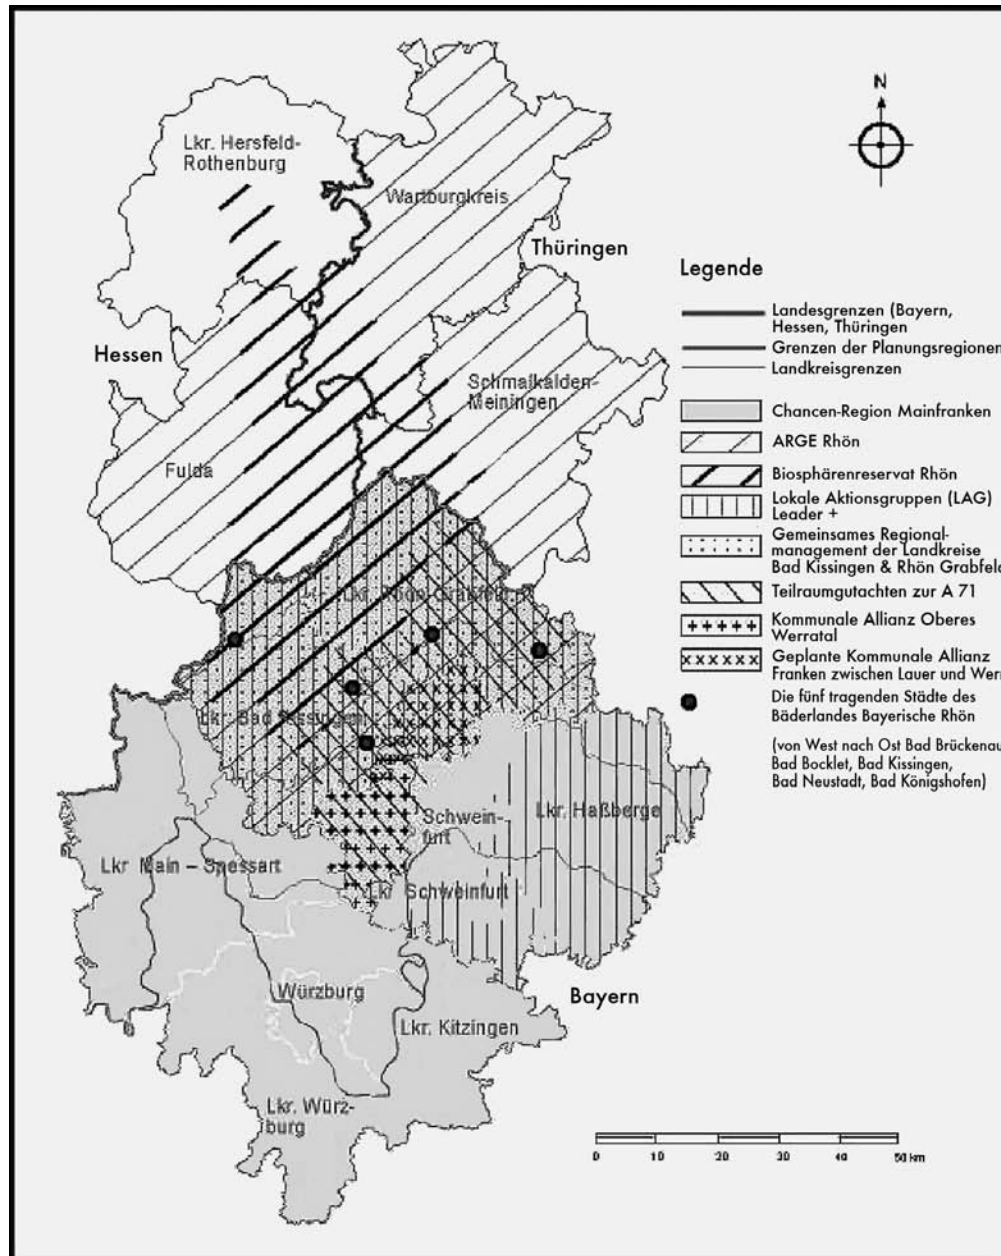 N
Lkr. Hersfeld-
Rothenburg
Wartburgkreis
Thüringen
Hessen
Schmalkalden-
Meiningen
Fulda
Lkr. Bad Kissingen
Lkr. Haßberge
Schwein-
furt
Lkr Main – Spessart
Lkr Schweinfurt
Würzburg
Bayern
Lkr. Kitzingen
Lkr. Würz-
burg
Legende
Landesgrenzen (Bayern,
Hessen, Thüringen
Grenzen der Planungsregionen
Landkreisgrenzen
Chancen-Region Mainfranken
ARGE Rhön
Biosphärenreservat Rhön
Lokale Aktionsgruppen (LAG)
Leader +
Gemeinsames Regional-
management der Landkreise
Bad Kissingen & Rhön Grabfeld
Teilraumgutachten zur A 71
Kommunale Allianz Oberes
Werratal
Geplante Kommunale Allianz
Franken zwischen Lauer und Wern
Die fünf tragenden Städte des
Bäderlandes Bayerische Rhön
(von West nach Ost Bad Brückenau
Bad Bocklet, Bad Kissingen,
Bad Neustadt, Bad Königshofen)
0 10 20 30 40 50 km